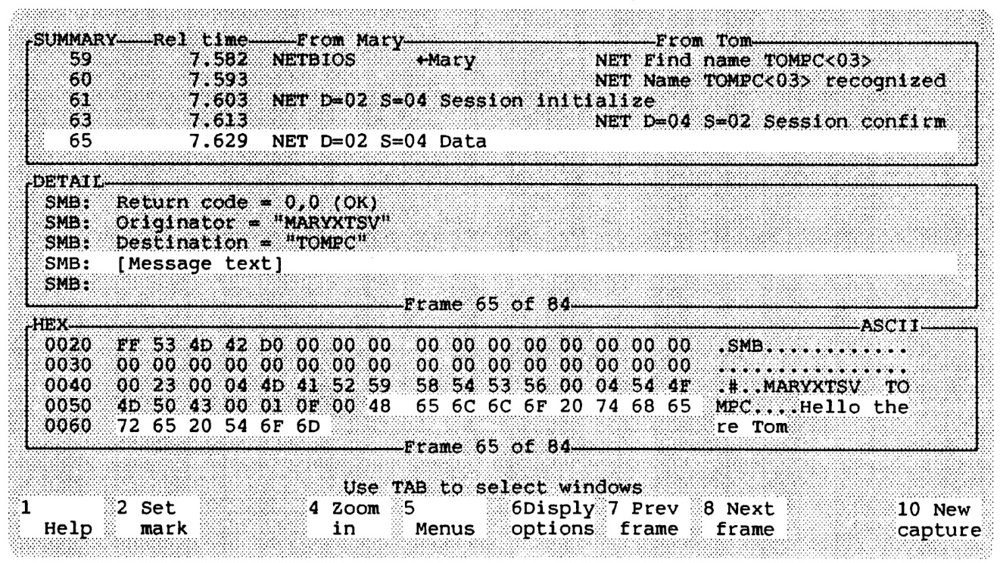 SUMMARY Rel time From Mary From Tom
59 7.582 NETBIOS ←Mary NET Find name TOMPC<03>
60 7.593 NET Name TOMPC<03> recognized
61 7.603 NET D=02 S=04 Session initialize
63 7.613 NET D=04 S=02 Session confirm
65 7.629 NET D=02 S=04 Data
DETAIL
SMB: Return code = 0,0 (OK)
SMB: Originator = "MARYXTSV"
SMB: Destination = "TOMPC"
SMB: [Message text]
SMB:
Frame 65 of 84
HEX ASCII
0020 FF 53 4D 42 D0 00 00 00 00 00 00 00 00 00 00 00 .SMB............
0030 00 00 00 00 00 00 00 00 00 00 00 00 00 00 00 00 ................
0040 00 23 00 04 4D 41 52 59 58 54 53 56 00 04 54 4F .#..MARYXTSV TO
0050 4D 50 43 00 01 0F 00 48 65 6C 6C 6F 20 74 68 65 MPC....Hello the
0060 72 65 20 54 6F 6D re Tom
Frame 65 of 84
Use TAB to select windows
1 2 Set 4 Zoom 5 6Disply 7 Prev 8 Next 10 New
Help mark in Menus options frame frame capture